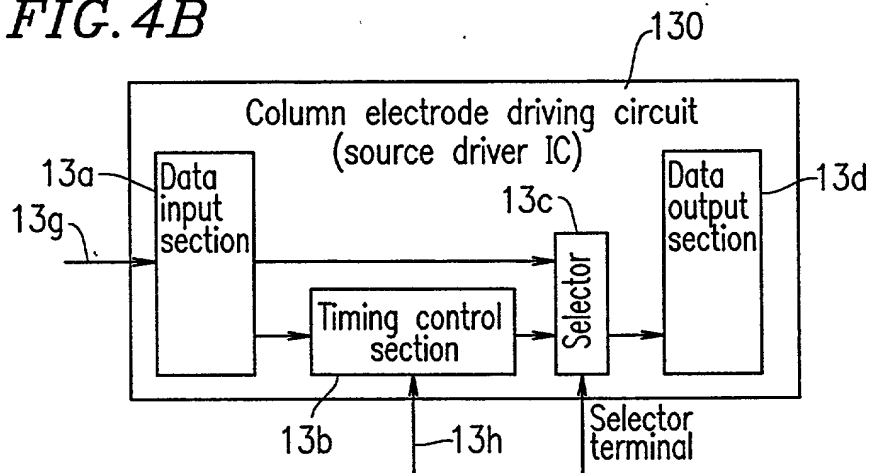 FIG. 4B
130
Column electrode driving circuit
(source driver IC)
13a
Data
input
section
13g
13c
Selector
Data
output
section
13d
Timing control
section
13b
13h
Selector
terminal